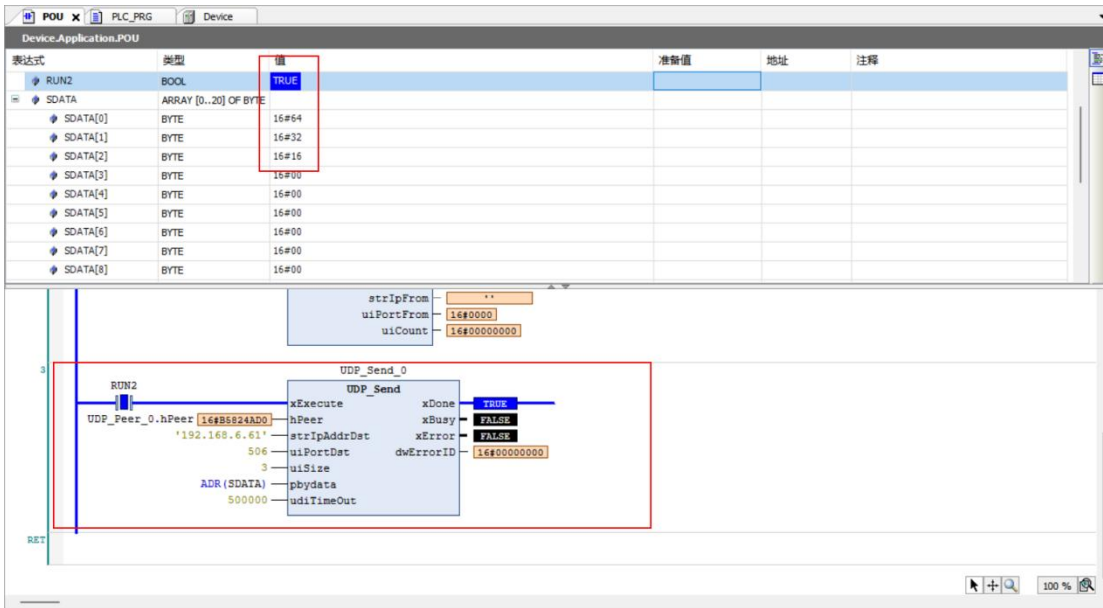 POU PLC_PRG Device
Device.Application.POU
表达式 类型 值 准备值 地址 注释
RUN2 BOOL TRUE
SDATA ARRAY [0..20] OF BYTE
SDATA[0] BYTE 16#64
SDATA[1] BYTE 16#32
SDATA[2] BYTE 16#16
SDATA[3] BYTE 16#00
SDATA[4] BYTE 16#00
SDATA[5] BYTE 16#00
SDATA[6] BYTE 16#00
SDATA[7] BYTE 16#00
SDATA[8] BYTE 16#00
strIpFrom ''
uiPortFrom 16#0000
uiCount 16#00000000
3 UDP_Send_0
RUN2 UDP_Send
xExecute xDone TRUE
UDP_Peer_0.hPeer 16#B5824AD0 hPeer xBusy FALSE
'192.168.6.61' strIpAddrDst xError FALSE
506 uiPortDst dwErrorID 16#00000000
3 uiSize
ADR(SDATA) pbydata
500000 udiTimeOut
RET
100 %